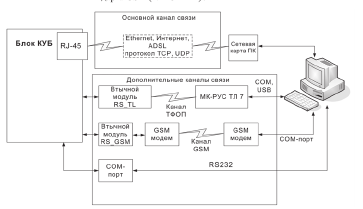 Основной канал связи
Блок КУБ
RJ-45
Ethernet, Интернет,
ADSL
протокол TCP, UDP
Сетевая
карта ПК
Дополнительные каналы связи
COM,
USB
Втычной
модуль
RS_TL
Канал
ТФОП
МК-РУС ТЛ 7
Втычной
модуль
RS_GSM
GSM
модем
Канал
GSM
GSM
модем
COM-порт
COM-
порт
RS232